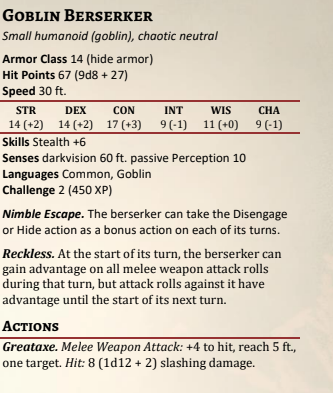 Goblin Berserker
Small humanoid (goblin), chaotic neutral
Armor Class 14 (hide armor)
Hit Points 67 (9d8 + 27)
Speed 30 ft.
STR DEX CON INT WIS CHA
14 (+2) 14 (+2) 17 (+3) 9 (-1) 11 (+0) 9 (-1)
Skills Stealth +6
Senses darkvision 60 ft. passive Perception 10
Languages Common, Goblin
Challenge 2 (450 XP)
Nimble Escape. The berserker can take the Disengage
or Hide action as a bonus action on each of its turns.
Reckless. At the start of its turn, the berserker can
gain advantage on all melee weapon attack rolls
during that turn, but attack rolls against it have
advantage until the start of its next turn.
Actions
Greataxe. Melee Weapon Attack: +4 to hit, reach 5 ft.,
one target. Hit: 8 (1d12 + 2) slashing damage.